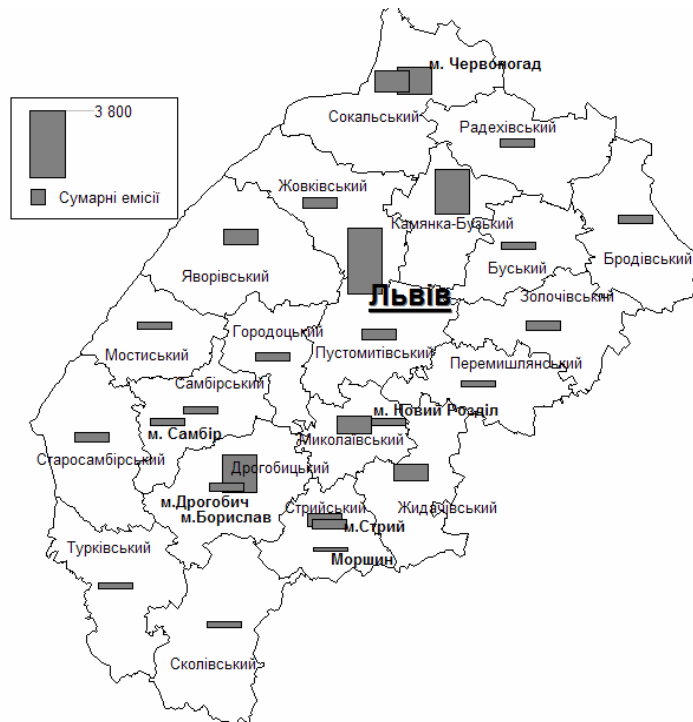 м. Червоноград
3 800
Сокальський
Радехівський
Сумарні емісії
Жовківський
Камянка-Бузький
Яворівський
Буський
Бродівський
Львів
Золочівський
Городоцький
Мостиський
Пустомитівський
Перемишлянський
Самбірський
м. Новий Розділ
м. Самбір
Миколаївський
Старосамбірський
Дрогобицький
м.Дрогобич
Стрийський
Жидачівський
м.Борислав
м.Стрий
Турківський
Моршин
Сколівський